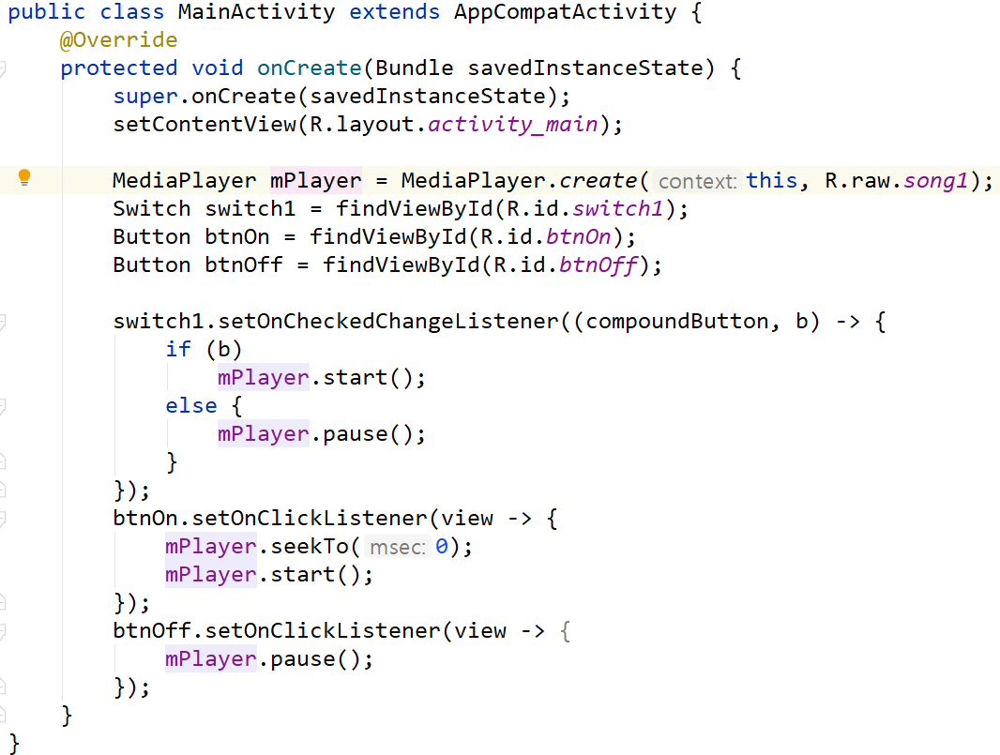 public class MainActivity extends AppCompatActivity {
    @Override
    protected void onCreate(Bundle savedInstanceState) {
        super.onCreate(savedInstanceState);
        setContentView(R.layout.activity_main);

        MediaPlayer mPlayer = MediaPlayer.create( context: this, R.raw.song1);
        Switch switch1 = findViewById(R.id.switch1);
        Button btnOn = findViewById(R.id.btnOn);
        Button btnOff = findViewById(R.id.btnOff);

        switch1.setOnCheckedChangeListener((compoundButton, b) -> {
            if (b)
                mPlayer.start();
            else {
                mPlayer.pause();
            }
        });
        btnOn.setOnClickListener(view -> {
            mPlayer.seekTo( msec: 0);
            mPlayer.start();
        });
        btnOff.setOnClickListener(view -> {
            mPlayer.pause();
        });
    }
}